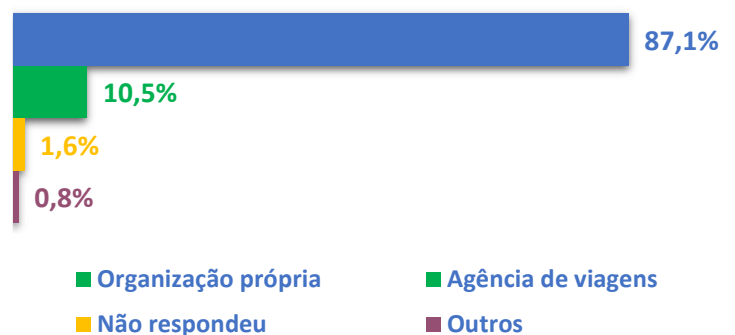 87,1%
10,5%
1,6%
0,8%
Organização própria Agência de viagens
Não respondeu Outros